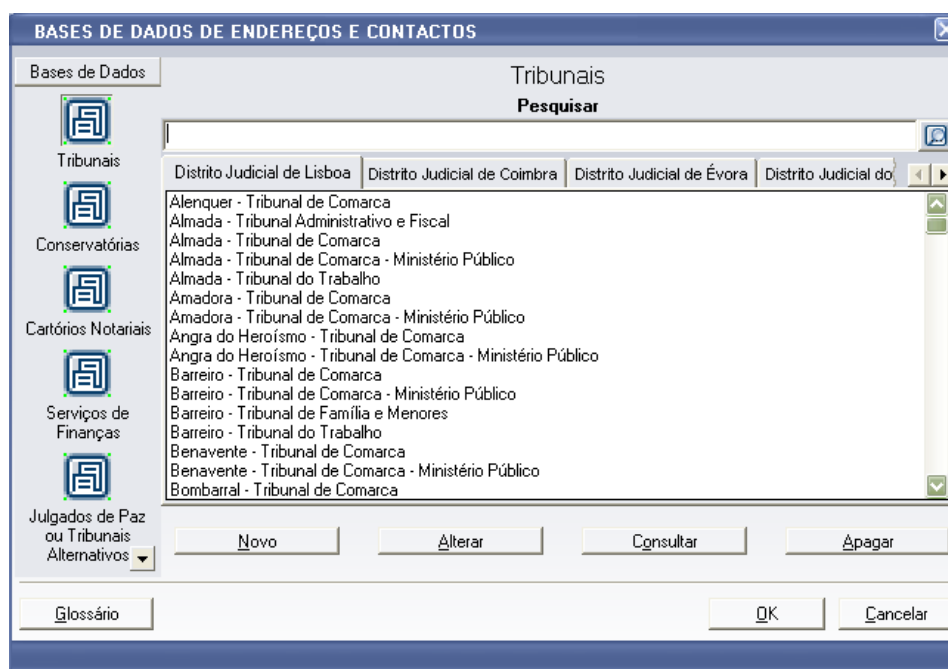 BASES DE DADOS DE ENDEREÇOS E CONTACTOS
Bases de Dados
Tribunais
Conservatórias
Cartórios Notariais
Serviços de
Finanças
Julgados de Paz
ou Tribunais
Alternativos
Tribunais
Pesquisar
Distrito Judicial de Lisboa
Distrito Judicial de Coimbra
Distrito Judicial de Évora
Distrito Judicial do
Alenquer - Tribunal de Comarca
Almada - Tribunal Administrativo e Fiscal
Almada - Tribunal de Comarca
Almada - Tribunal de Comarca - Ministério Público
Almada - Tribunal do Trabalho
Amadora - Tribunal de Comarca
Amadora - Tribunal de Comarca - Ministério Público
Angra do Heroísmo - Tribunal de Comarca
Angra do Heroísmo - Tribunal de Comarca - Ministério Público
Barreiro - Tribunal de Comarca
Barreiro - Tribunal de Comarca - Ministério Público
Barreiro - Tribunal de Família e Menores
Barreiro - Tribunal do Trabalho
Benavente - Tribunal de Comarca
Benavente - Tribunal de Comarca - Ministério Público
Bombarral - Tribunal de Comarca
Novo
Alterar
Consultar
Apagar
Glossário
OK
Cancelar